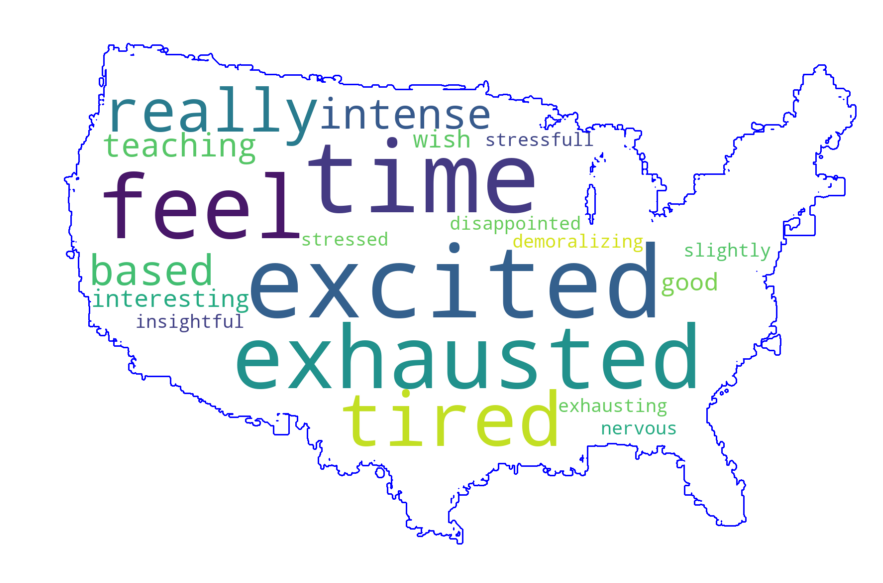 really intense
teaching wish stressfull
time
feel
disappointed
stressed demoralizing
slightly
based excited good
interesting
insightful
exhausted
tired exhausting
nervous